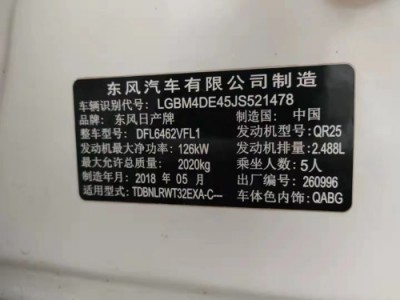 东风汽车有限公司制造
车辆识别代号: LGBM4DE45JS521478
品牌: 东风日产牌 制造国: 中国
整车型号: DFL6462VFL1 发动机型号: QR25
发动机最大净功率: 126kW 发动机排量: 2.488L
最大允许总质量: 2020kg 乘坐人数: 5人
制造年月: 2018 年 05 月 出厂编号: 260996
适用型式: TDBNLRWT32EXA-C--- 车体色内饰: QABG